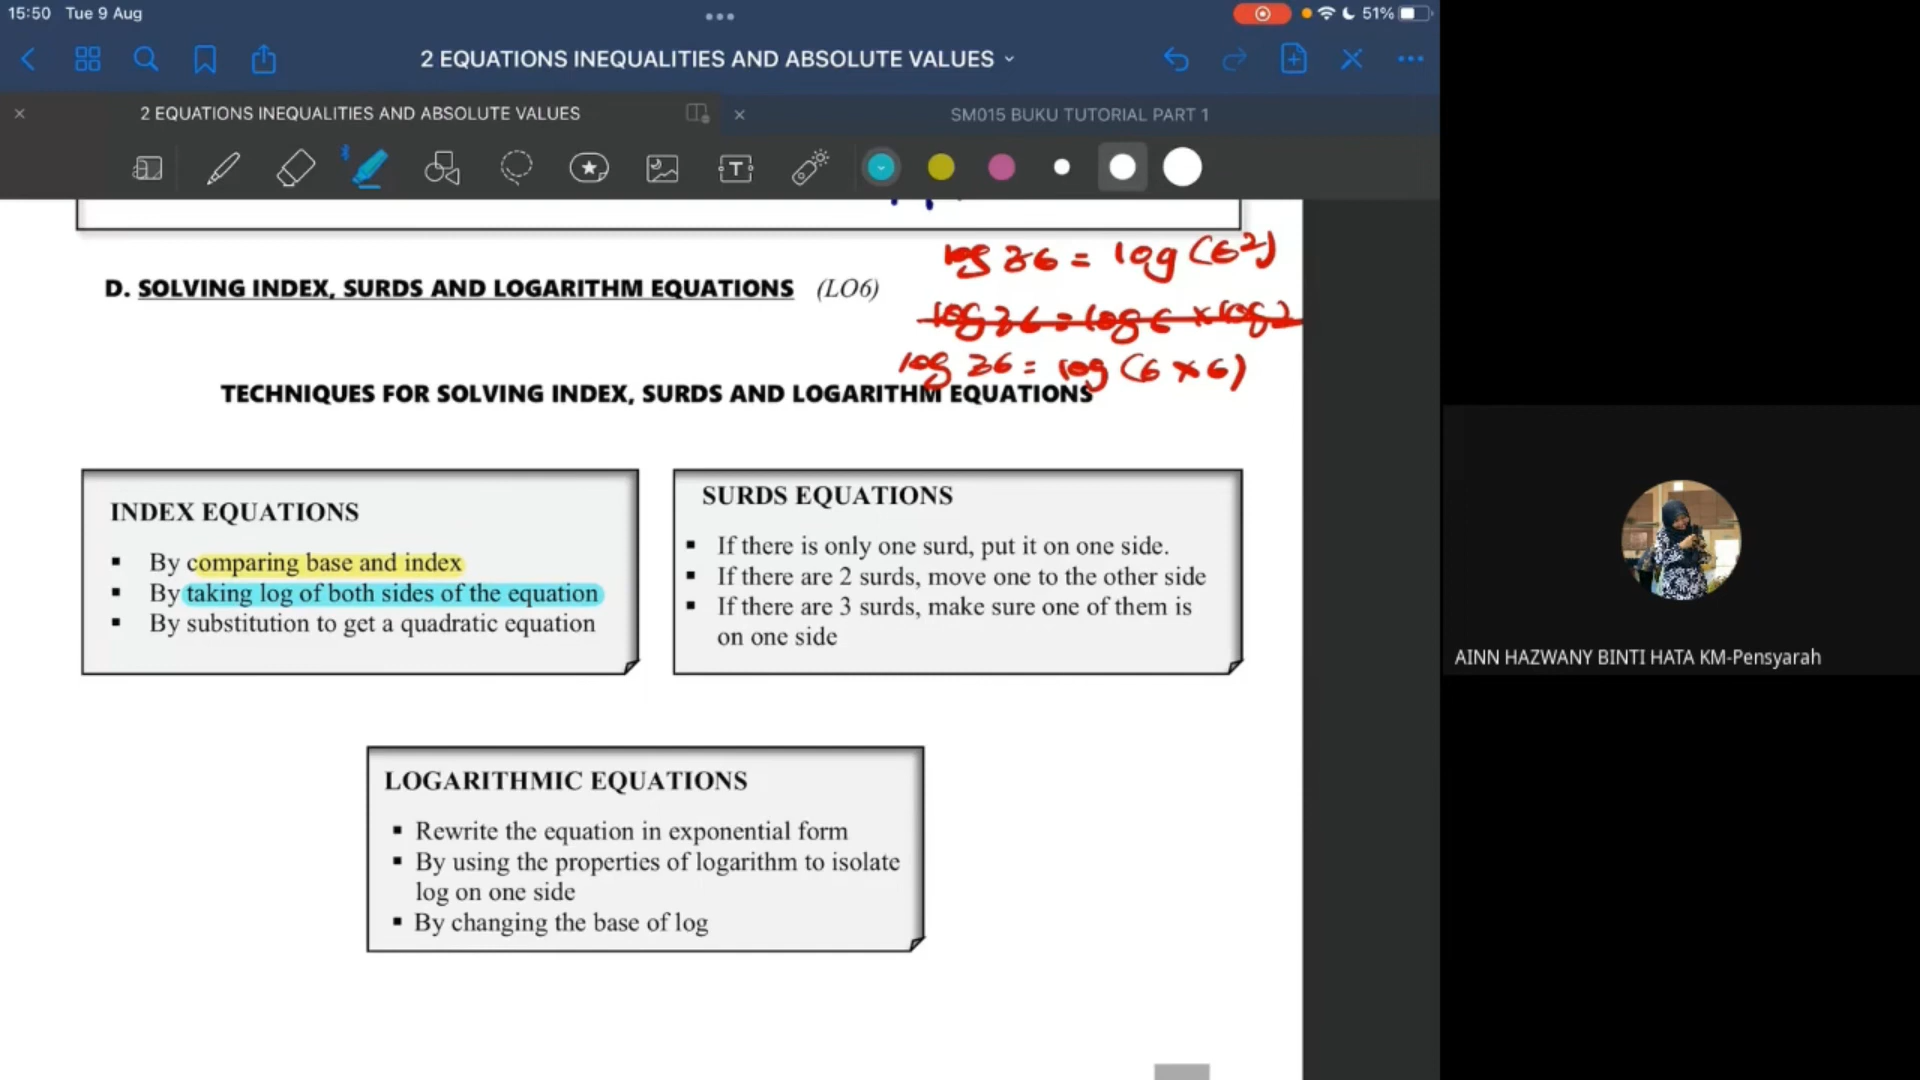 15:50 Tue 9 Aug
51%
2 EQUATIONS INEQUALITIES AND ABSOLUTE VALUES
2 EQUATIONS INEQUALITIES AND ABSOLUTE VALUES
SM015 BUKU TUTORIAL PART 1
log 36 = log (6²)
D. SOLVING INDEX, SURDS AND LOGARITHM EQUATIONS (LO6)
log 36 = log 6 × log 2
log 36 = log (6 × 6)
TECHNIQUES FOR SOLVING INDEX, SURDS AND LOGARITHM EQUATIONS
INDEX EQUATIONS
▪ By comparing base and index
▪ By taking log of both sides of the equation
▪ By substitution to get a quadratic equation
SURDS EQUATIONS
▪ If there is only one surd, put it on one side.
▪ If there are 2 surds, move one to the other side
▪ If there are 3 surds, make sure one of them is
on one side
AINN HAZWANY BINTI HATA KM-Pensyarah
LOGARITHMIC EQUATIONS
▪ Rewrite the equation in exponential form
▪ By using the properties of logarithm to isolate
log on one side
▪ By changing the base of log